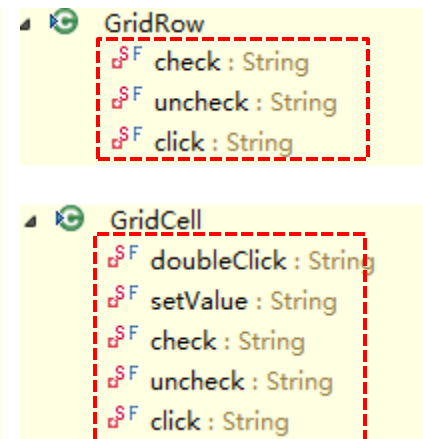 GridRow
S F check : String
S F uncheck : String
S F click : String
GridCell
S F doubleClick : String
S F setValue : String
S F check : String
S F uncheck : String
S F click : String